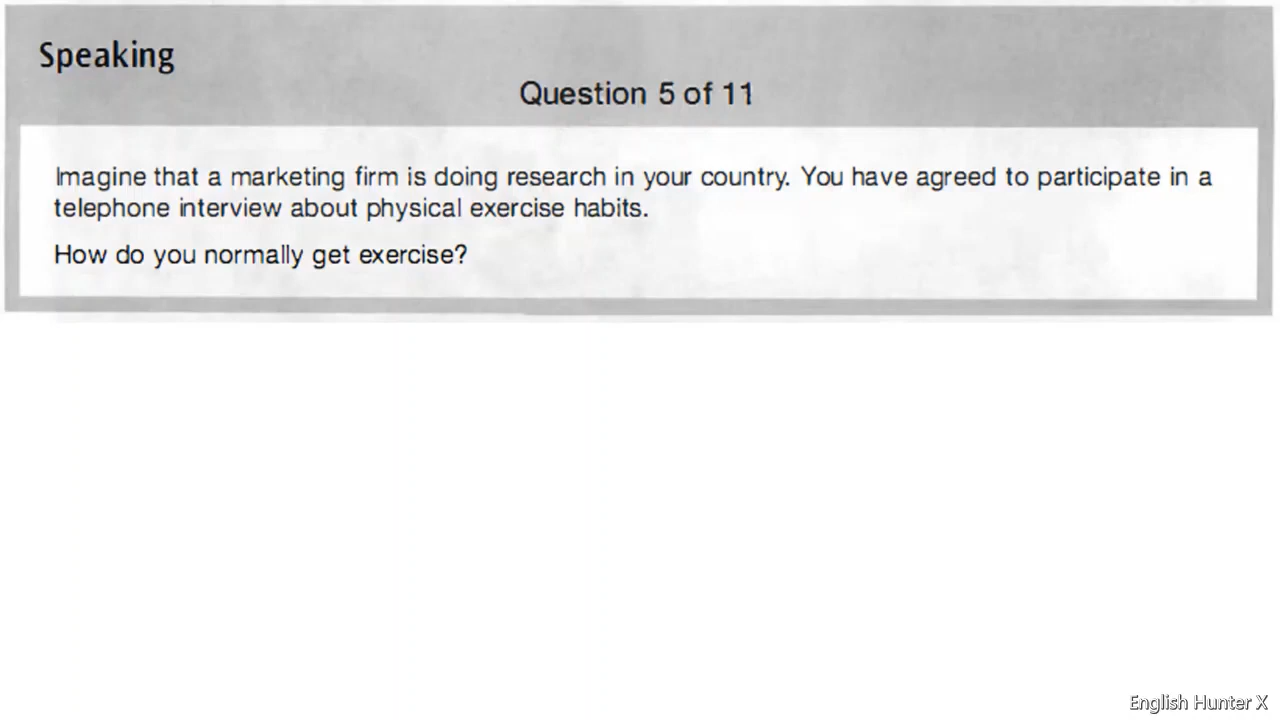 Speaking
Question 5 of 11
Imagine that a marketing firm is doing research in your country. You have agreed to participate in a
telephone interview about physical exercise habits.
How do you normally get exercise?
English Hunter X